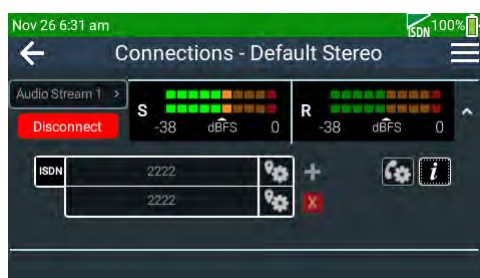 Nov 26 6:31 am ISDN 100%
Connections - Default Stereo
Audio Stream 1 >
S
-38 dBFS 0
R
-38 dBFS 0
Disconnect
ISDN 2222 +
2222 X
i